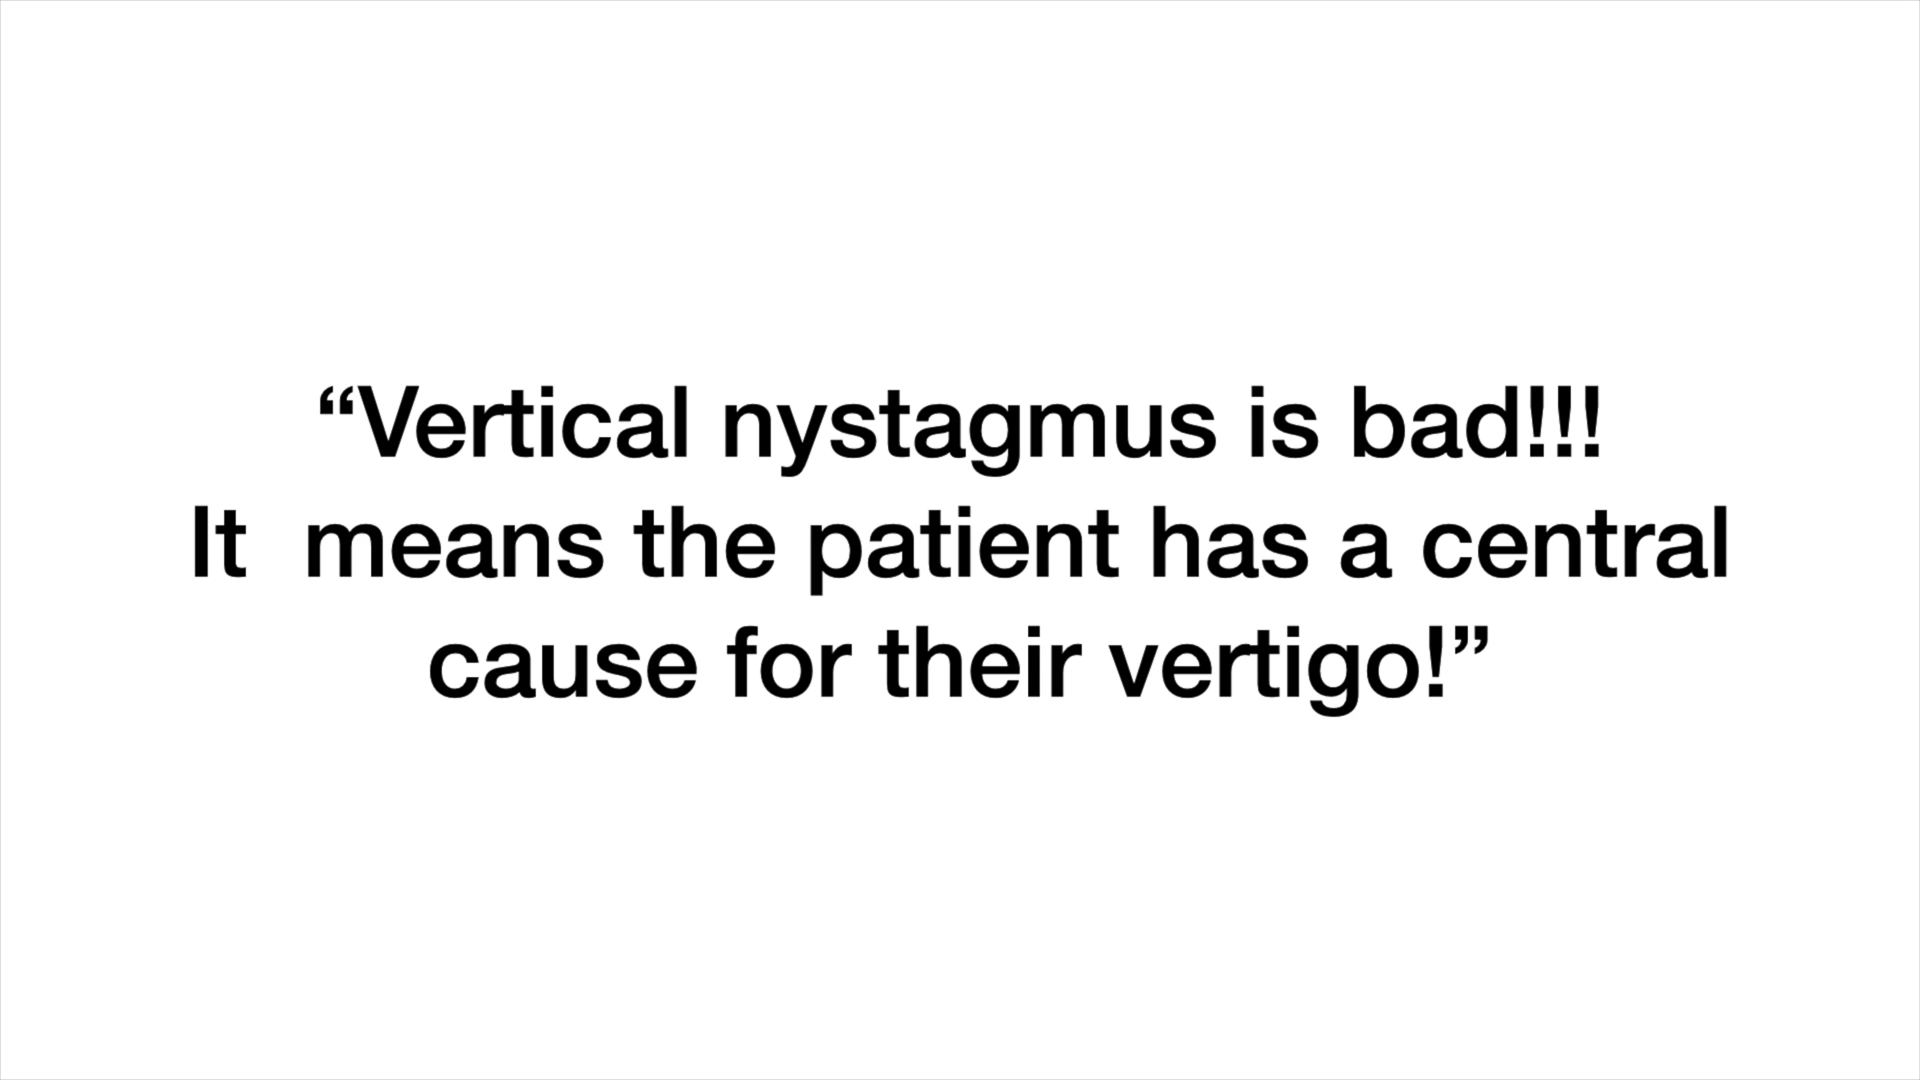 “Vertical nystagmus is bad!!!
It  means the patient has a central
cause for their vertigo!”